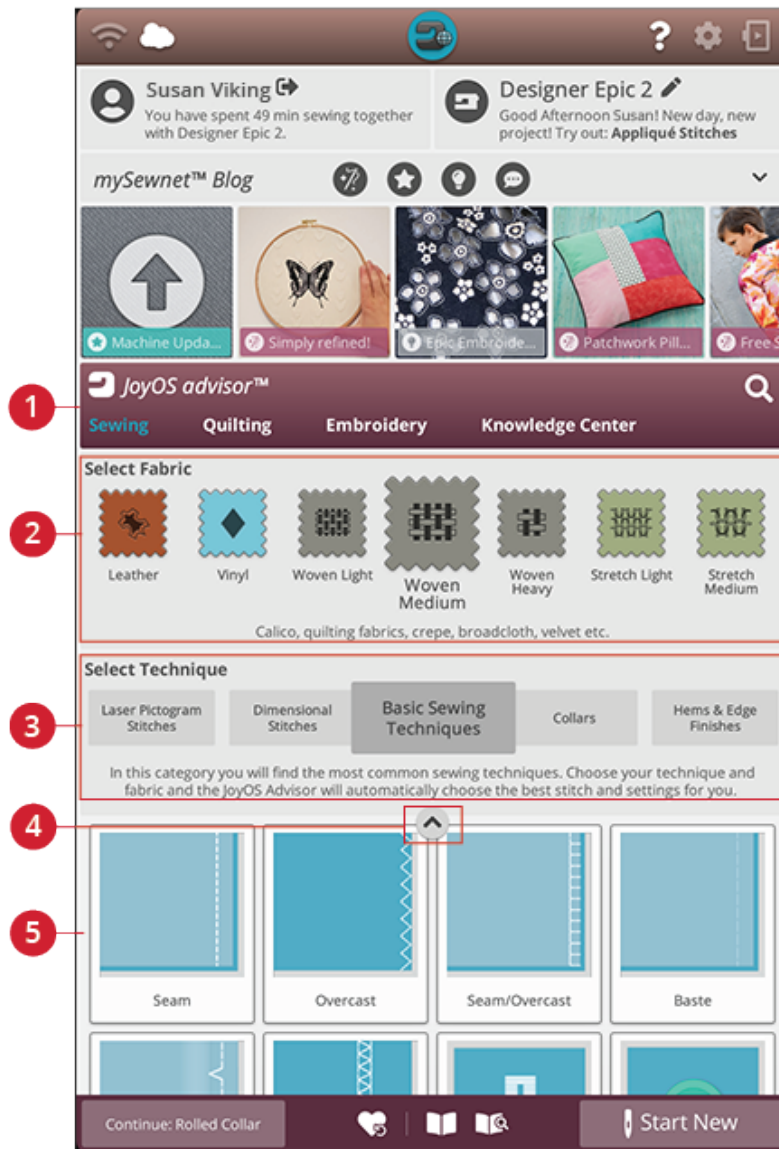 ?
Susan Viking
You have spent 49 min sewing together
with Designer Epic 2.
Designer Epic 2
Good Afternoon Susan! New day, new
project! Try out: Appliqué Stitches
mySewnet™ Blog
Machine Upda...
Simply refined!
Epic Embroide...
Patchwork Pill...
Free S
1
JoyOS advisor™
Sewing
Quilting
Embroidery
Knowledge Center
2
Select Fabric
Leather
Vinyl
Woven Light
Woven
Medium
Woven
Heavy
Stretch Light
Stretch
Medium
Calico, quilting fabrics, crepe, broadcloth, velvet etc.
3
Select Technique
Laser Pictogram
Stitches
Dimensional
Stitches
Basic Sewing
Techniques
Collars
Hems & Edge
Finishes
In this category you will find the most common sewing techniques. Choose your technique and
fabric and the JoyOS Advisor will automatically choose the best stitch and settings for you.
4
5
Seam
Overcast
Seam/Overcast
Baste
Continue: Rolled Collar
Start New